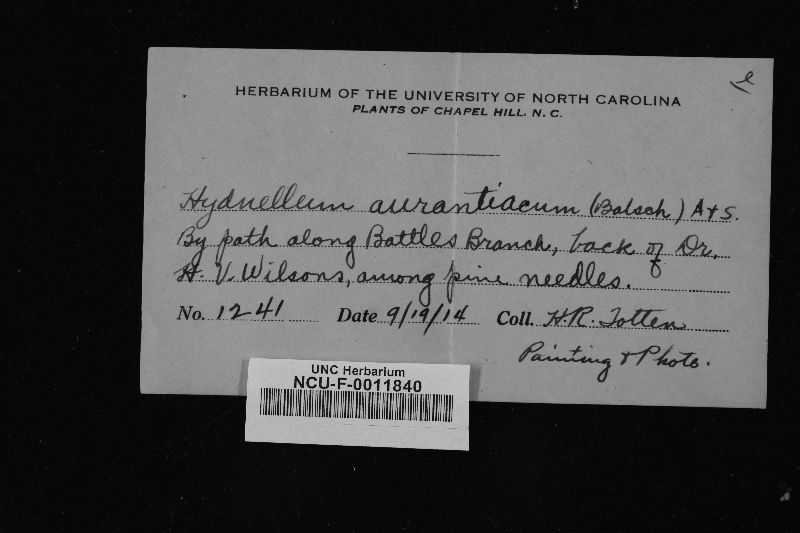 HERBARIUM OF THE UNIVERSITY OF NORTH CAROLINA
PLANTS OF CHAPEL HILL, N. C.
Hydnellum aurantiacum (Batsch) A & S.
By path along Battles Branch, back of Dr.
H. V. Wilsons, among pine needles.
No. 1241 Date 9/19/14 Coll. H.R. Totten
Painting & Photo.
UNC Herbarium
NCU-F-0011840